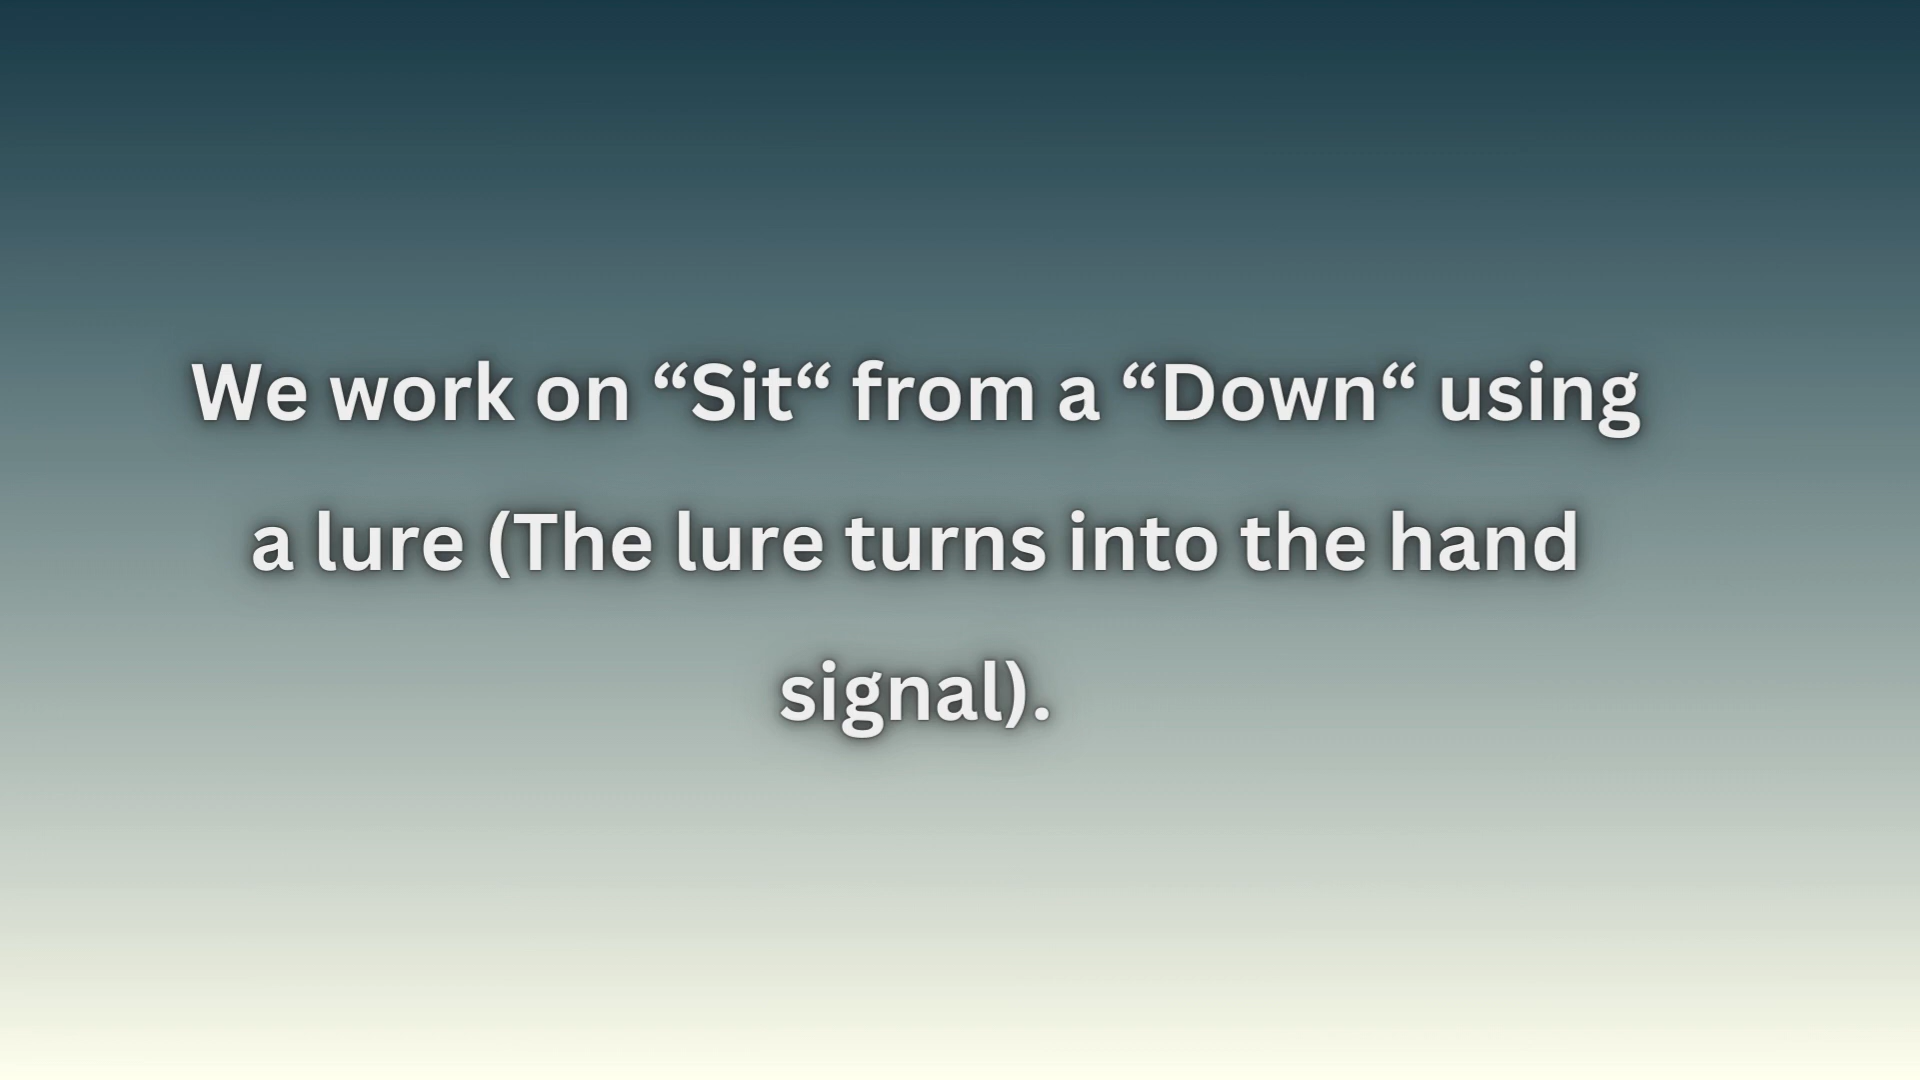 We work on “Sit“ from a “Down“ using
a lure (The lure turns into the hand
signal).